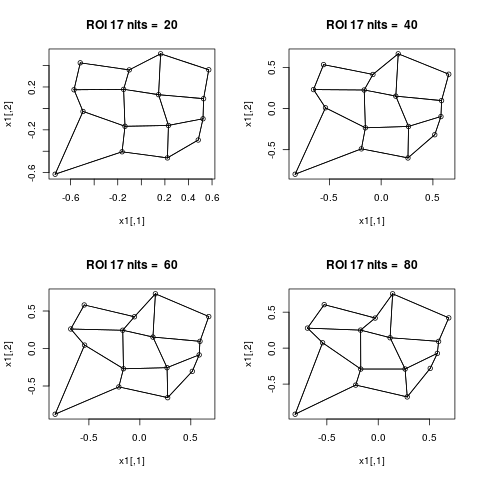 ROI 17 nits = 20
0.2
-0.2
-0.6
x1[,2]
-0.6
-0.2
0.2
0.4
0.6
x1[,1]
ROI 17 nits = 40
0.5
0.0
-0.5
x1[,2]
-0.5
0.0
0.5
x1[,1]
ROI 17 nits = 60
0.5
0.0
-0.5
x1[,2]
-0.5
0.0
0.5
x1[,1]
ROI 17 nits = 80
0.5
0.0
-0.5
x1[,2]
-0.5
0.0
0.5
x1[,1]